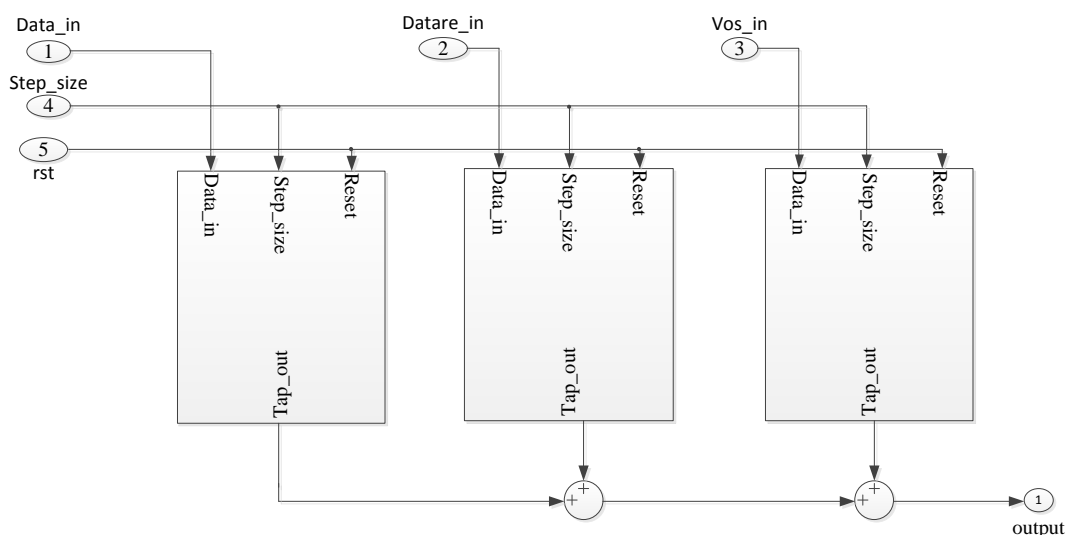 Data_in
1
Datare_in
2
Vos_in
3
Step_size
4
5
rst
Data_in
Step_size
Reset
Data_in
Step_size
Reset
Data_in
Step_size
Reset
Tap_out
Tap_out
Tap_out
+
+
+
+
1
output